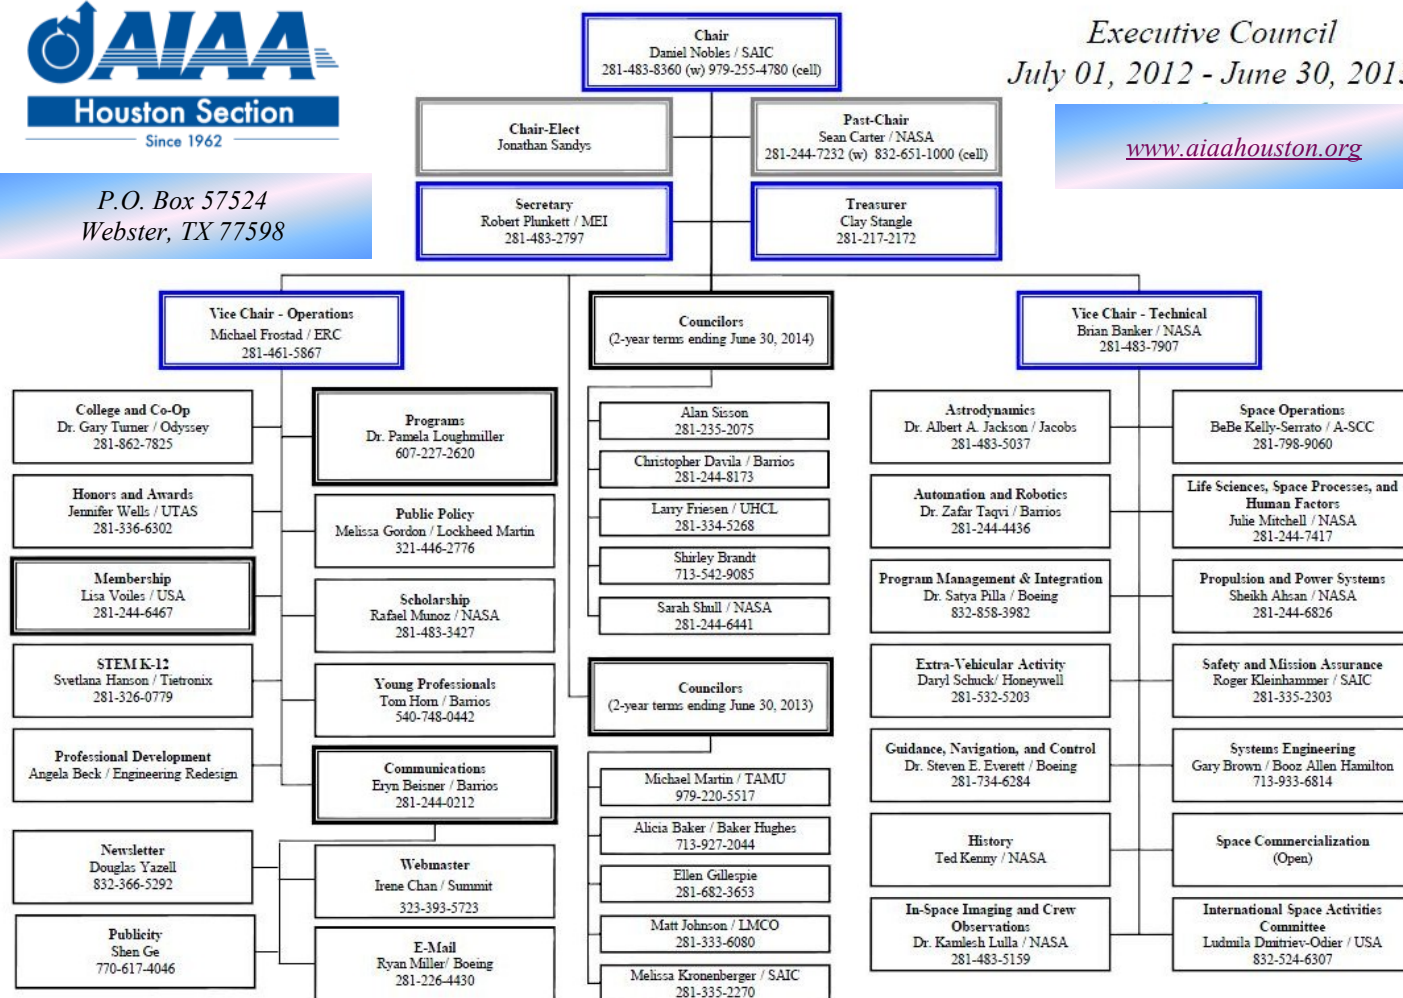 AIAA
Houston Section
Since 1962
P.O. Box 57524
Webster, TX 77598
Executive Council
July 01, 2012 - June 30, 201
www.aiaahouston.org
Chair
Daniel Nobles / SAIC
281-483-8360 (w) 979-255-4780 (cell)
Chair-Elect
Jonathan Sandys
Past-Chair
Sean Carter / NASA
281-244-7232 (w) 832-651-1000 (cell)
Secretary
Robert Plunkett / MEI
281-483-2797
Treasurer
Clay Stangle
281-217-2172
Vice Chair - Operations
Michael Frostad / ERC
281-461-5867
College and Co-Op
Dr. Gary Turner / Odyssey
281-862-7825
Honors and Awards
Jennifer Wells / UTAS
281-336-6302
Membership
Lisa Voiles / USA
281-244-6467
STEM K-12
Svetlana Hanson / Tietronix
281-326-0779
Professional Development
Angela Beck / Engineering Redesign
Programs
Dr. Pamela Loughmiller
607-227-2620
Public Policy
Melissa Gordon / Lockheed Martin
321-446-2776
Scholarship
Rafael Munoz / NASA
281-483-3427
Young Professionals
Tom Horn / Barrios
540-748-0442
Communications
Eryn Beisner / Barrios
281-244-0212
Newsletter
Douglas Yazell
832-366-5292
Publicity
Shen Ge
770-617-4046
Webmaster
Irene Chan / Summit
323-393-5723
E-Mail
Ryan Miller/ Boeing
281-226-4430
Councilors
(2-year terms ending June 30, 2014)
Alan Sisson
281-235-2075
Christopher Davila / Barrios
281-244-8173
Larry Friesen / UHCL
281-334-5268
Shirley Brandt
713-542-9085
Sarah Shull / NASA
281-244-6441
Councilors
(2-year terms ending June 30, 2013)
Michael Martin / TAMU
979-220-5517
Alicia Baker / Baker Hughes
713-927-2044
Ellen Gillespie
281-682-3653
Matt Johnson / LMCO
281-333-6080
Melissa Kronenberger / SAIC
281-335-2270
Vice Chair - Technical
Brian Banker / NASA
281-483-7907
Astrodynamics
Dr. Albert A. Jackson / Jacobs
281-483-5037
Automation and Robotics
Dr. Zafar Taqvi / Barrios
281-244-4436
Program Management & Integration
Dr. Satya Pilla / Boeing
832-858-3982
Extra-Vehicular Activity
Daryl Schuck/ Honeywell
281-532-5203
Guidance, Navigation, and Control
Dr. Steven E. Everett / Boeing
281-734-6284
History
Ted Kenny / NASA
In-Space Imaging and Crew
Observations
Dr. Kamlesh Lulla / NASA
281-483-5159
Space Operations
BeBe Kelly-Serrato / A-SCC
281-798-9060
Life Sciences, Space Processes, and
Human Factors
Julie Mitchell / NASA
281-244-7417
Propulsion and Power Systems
Sheikh Ahsan / NASA
281-244-6826
Safety and Mission Assurance
Roger Kleinhammer / SAIC
281-335-2303
Systems Engineering
Gary Brown / Booz Allen Hamilton
713-933-6814
Space Commercialization
(Open)
International Space Activities
Committee
Ludmila Dmitriev-Odier / USA
832-524-6307